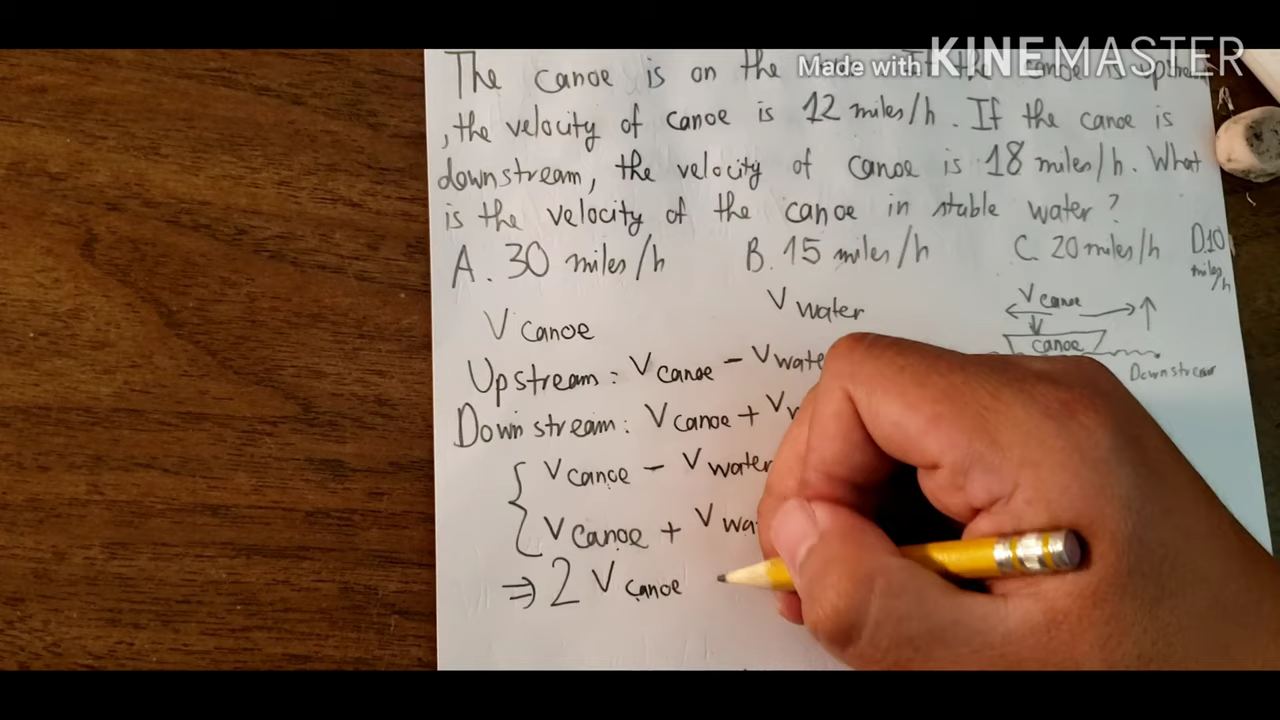 The canoe is on the
Made with KINEMASTER
, the velocity of canoe is 12 miles/h. If the canoe is
downstream, the velocity of canoe is 18 miles/h. What
is the velocity of the canoe in stable water?
A. 30 miles/h B. 15 miles/h C. 20 miles/h D. 10
miles/h
V canoe V water
V canoe
canoe
Downstream
Upstream: V canoe - V wate
Downstream: V canoe +
{ V canoe - V water
V canoe + V wa
⇒ 2 V canoe